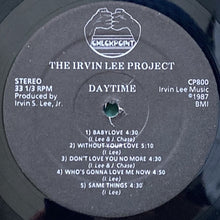 CHECKPOINT
THE IRVIN LEE PROJECT
STEREO
33 1/3 RPM
Produced by
Irvin S. Lee, Jr.
DAYTIME
CP800
Irvin Lee Music
℗1987
BMI
1) BABYLOVE 4:30
(I. Lee & J. Chase)
2) WITHOUT YOUR LOVE 5:10
(I. Lee & J. Chase)
3) DON'T LOVE YOU NO MORE 4:30
(I. Lee & J. Chase)
4) WHO'S GONNA LOVE ME NOW 4:50
(I. Lee & J. Chase)
5) SAME THINGS 4:30
(I. Lee & J. Chase)